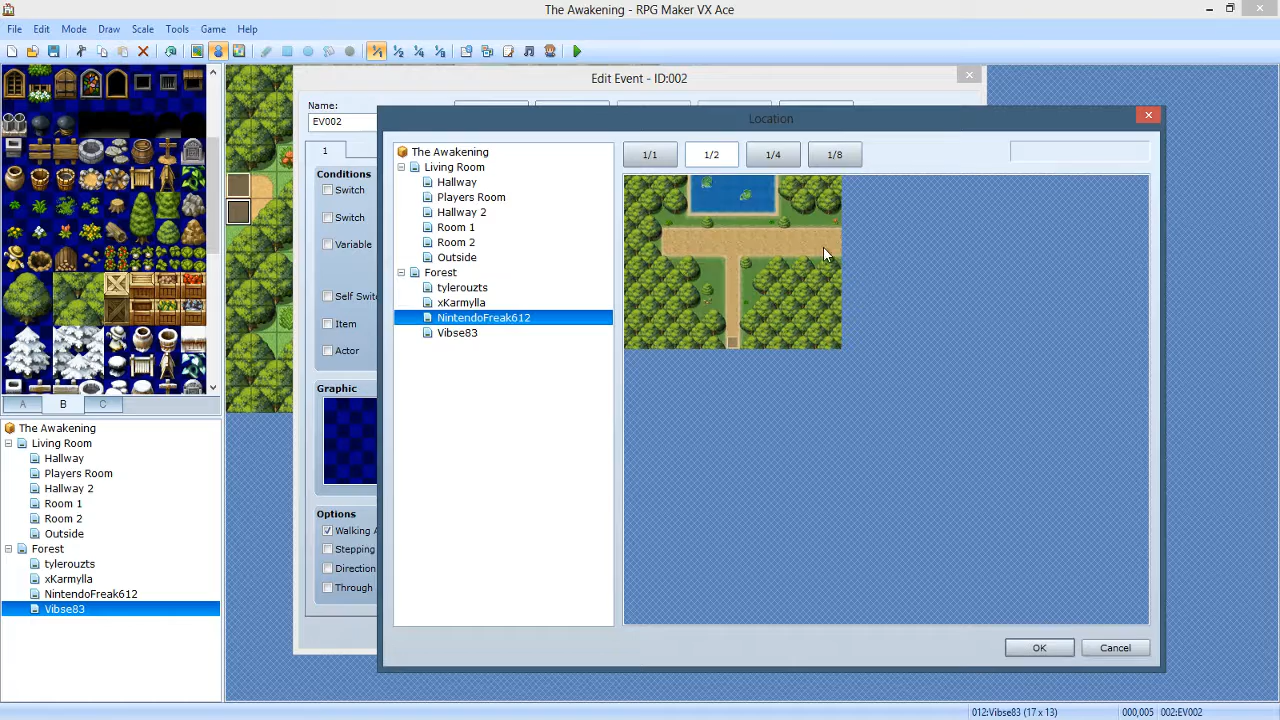 The Awakening - RPG Maker VX Ace
File Edit Mode Draw Scale Tools Game Help
Edit Event - ID:002
Name:
EV002
1
Conditions
Switch
Switch
Variable
Self Swit
Item
Actor
Graphic
Options
Walking A
Stepping
Direction
Through
Location
The Awakening
Living Room
Hallway
Players Room
Hallway 2
Room 1
Room 2
Outside
Forest
tylerouzts
xKarmylla
NintendoFreak612
Vibse83
1/1 1/2 1/4 1/8
OK Cancel
A B C
The Awakening
Living Room
Hallway
Players Room
Hallway 2
Room 1
Room 2
Outside
Forest
tylerouzts
xKarmylla
NintendoFreak612
Vibse83
012:Vibse83 (17 x 13) 000,005 002:EV002